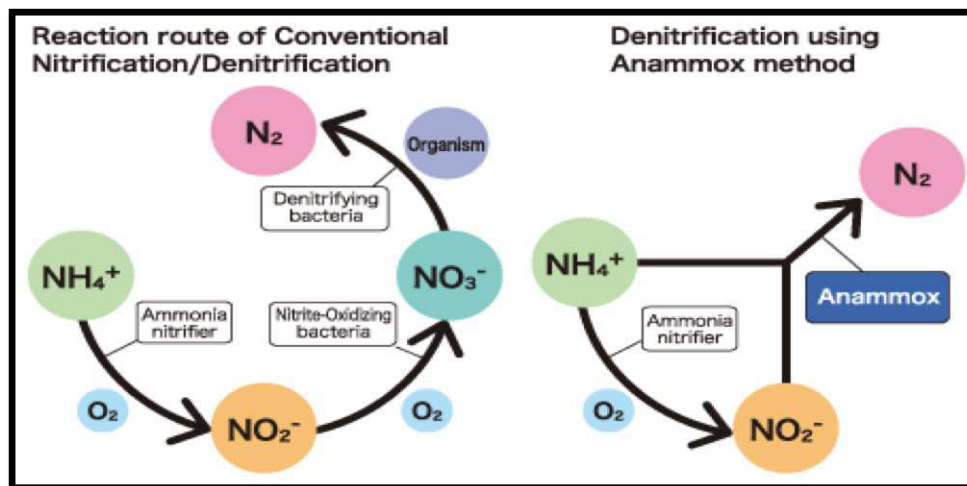 Reaction route of Conventional
Nitrification/Denitrification
N₂
Organism
Denitrifying
bacteria
NH₄⁺
NO₃⁻
Ammonia
nitrifier
Nitrite-Oxidizing
bacteria
O₂
O₂
NO₂⁻
Denitrification using
Anammox method
N₂
NH₄⁺
Anammox
Ammonia
nitrifier
O₂
NO₂⁻